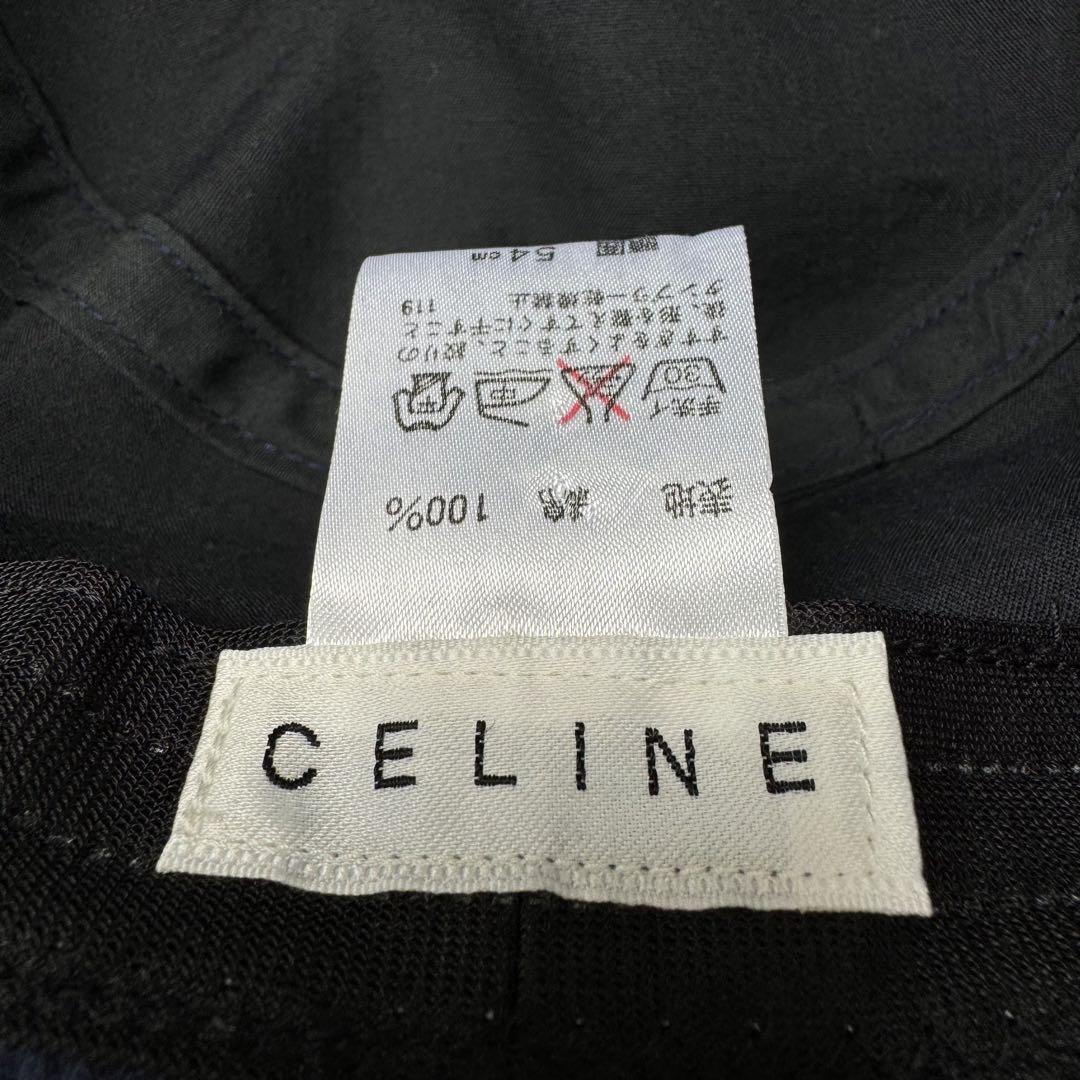 CELINE
表地 綿 100%
手洗イ
30
中
すすぎをよくすること、絞りの
後、形を整えてすぐに干すこと
タンブラー乾燥禁止
119
頭囲 54cm